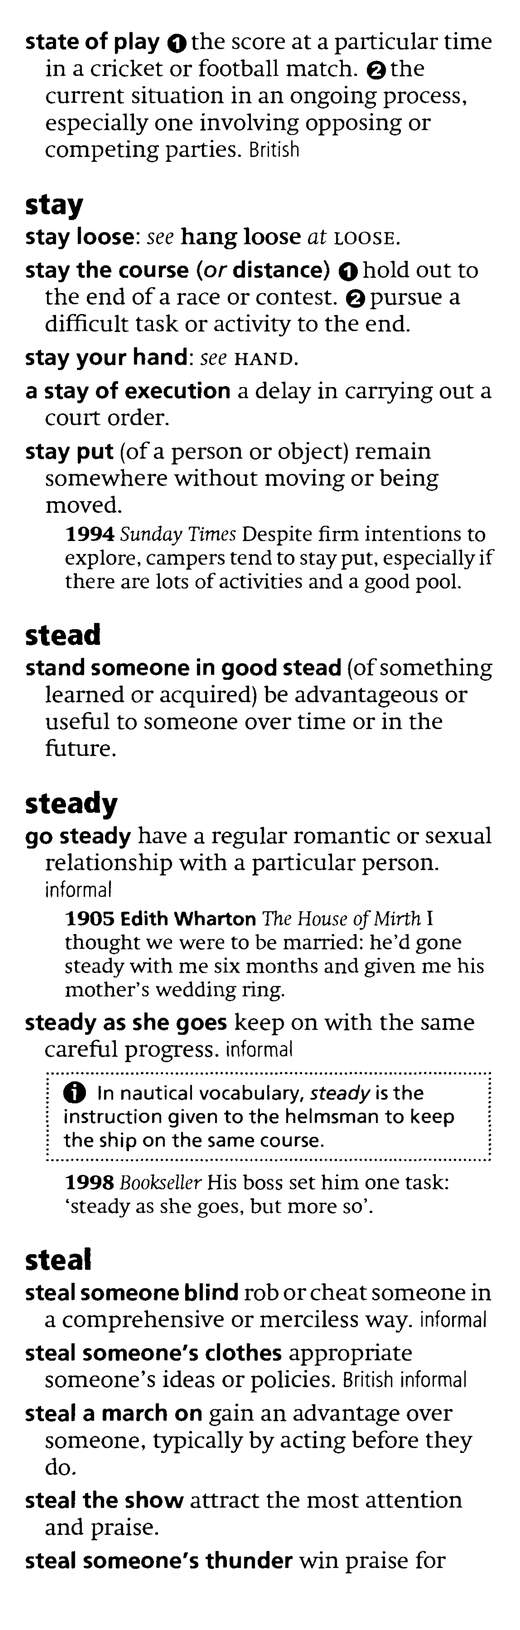 state of play ❶ the score at a particular time
in a cricket or football match. ❷ the
current situation in an ongoing process,
especially one involving opposing or
competing parties. British
stay
stay loose: see hang loose at LOOSE.
stay the course (or distance) ❶ hold out to
the end of a race or contest. ❷ pursue a
difficult task or activity to the end.
stay your hand: see HAND.
a stay of execution a delay in carrying out a
court order.
stay put (of a person or object) remain
somewhere without moving or being
moved.
1994 Sunday Times Despite firm intentions to
explore, campers tend to stay put, especially if
there are lots of activities and a good pool.
stead
stand someone in good stead (of something
learned or acquired) be advantageous or
useful to someone over time or in the
future.
steady
go steady have a regular romantic or sexual
relationship with a particular person.
informal
1905 Edith Wharton The House of Mirth I
thought we were to be married: he'd gone
steady with me six months and given me his
mother's wedding ring.
steady as she goes keep on with the same
careful progress. informal
i In nautical vocabulary, steady is the
instruction given to the helmsman to keep
the ship on the same course.
1998 Bookseller His boss set him one task:
‘steady as she goes, but more so’.
steal
steal someone blind rob or cheat someone in
a comprehensive or merciless way. informal
steal someone's clothes appropriate
someone's ideas or policies. British informal
steal a march on gain an advantage over
someone, typically by acting before they
do.
steal the show attract the most attention
and praise.
steal someone's thunder win praise for